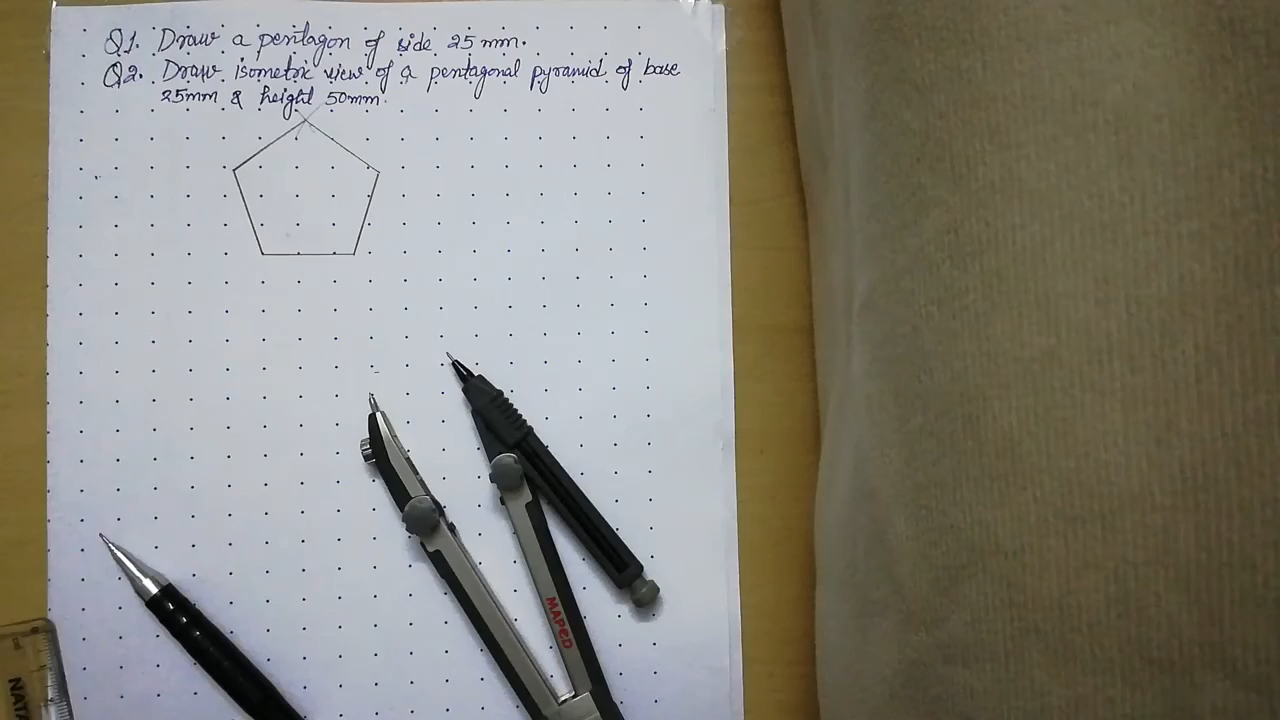 Q1. Draw a pentagon of side 25 mm.
Q2. Draw isometric view of a pentagonal pyramid of base
25mm & height 50mm.
MAPED
NATA